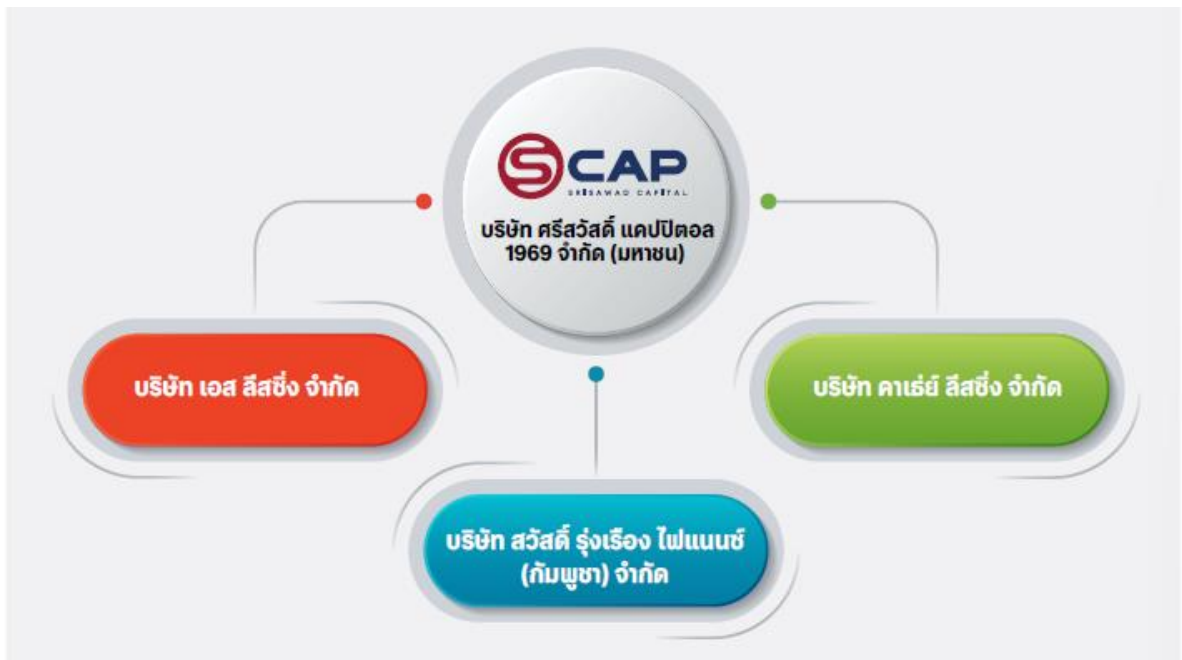 SCAP
SRISAWAD CAPITAL
บริษัท ศรีสวัสดิ์ แคปปิตอล
1969 จำกัด (มหาชน)
บริษัท เอส ลีสซิ่ง จำกัด
บริษัท คาเธ่ย์ ลีสซิ่ง จำกัด
บริษัท สวัสดิ์ รุ่งเรือง ไฟแนนซ์
(กัมพูชา) จำกัด